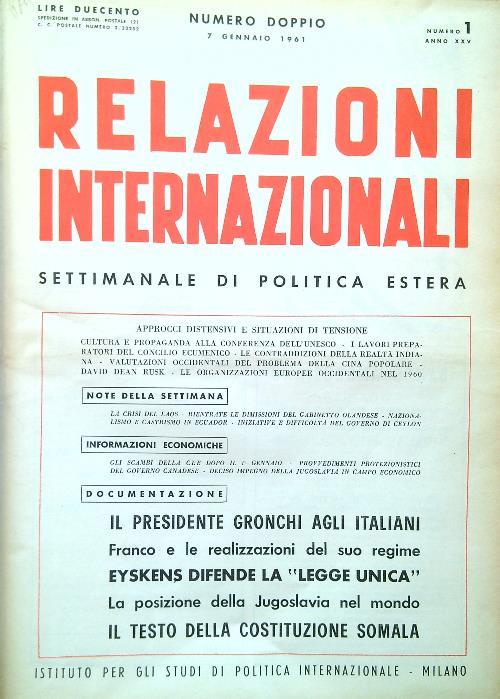 LIRE DUECENTO
SPEDIZIONE IN ABBON. POSTALE (2)
C. C. POSTALE NUMERO 3/32252
NUMERO DOPPIO
7 GENNAIO 1961
NUMERO 1
ANNO XXV
RELAZIONI
INTERNAZIONALI
SETTIMANALE DI POLITICA ESTERA
APPROCCI DISTENSIVI E SITUAZIONI DI TENSIONE
CULTURA E PROPAGANDA ALLA CONFERENZA DELL'UNESCO - I LAVORI PREPA-
RATORI DEL CONCILIO ECUMENICO - LE CONTRADDIZIONI DELLA REALTÀ INDIA-
NA - VALUTAZIONI OCCIDENTALI DEL PROBLEMA DELLA CINA POPOLARE -
DAVID DEAN RUSK - LE ORGANIZZAZIONI EUROPEE OCCIDENTALI NEL 1960
NOTE DELLA SETTIMANA
LA CRISI DEL LAOS - RIENTRATE LE DIMISSIONI DEL GABINETTO OLANDESE - NAZIONA-
LISMO E CASTRISMO IN ECUADOR - INIZIATIVE E DIFFICOLTÀ DEL GOVERNO DI CEYLON
INFORMAZIONI ECONOMICHE
GLI SCAMBI DELLA CEE DOPO IL 1° GENNAIO - PROVVEDIMENTI PROTEZIONISTICI
DEL GOVERNO CANADESE - DECISO IMPEGNO DELLA JUGOSLAVIA IN CAMPO ECONOMICO
DOCUMENTAZIONE
IL PRESIDENTE GRONCHI AGLI ITALIANI
Franco e le realizzazioni del suo regime
EYSKENS DIFENDE LA "LEGGE UNICA"
La posizione della Jugoslavia nel mondo
IL TESTO DELLA COSTITUZIONE SOMALA
ISTITUTO PER GLI STUDI DI POLITICA INTERNAZIONALE - MILANO